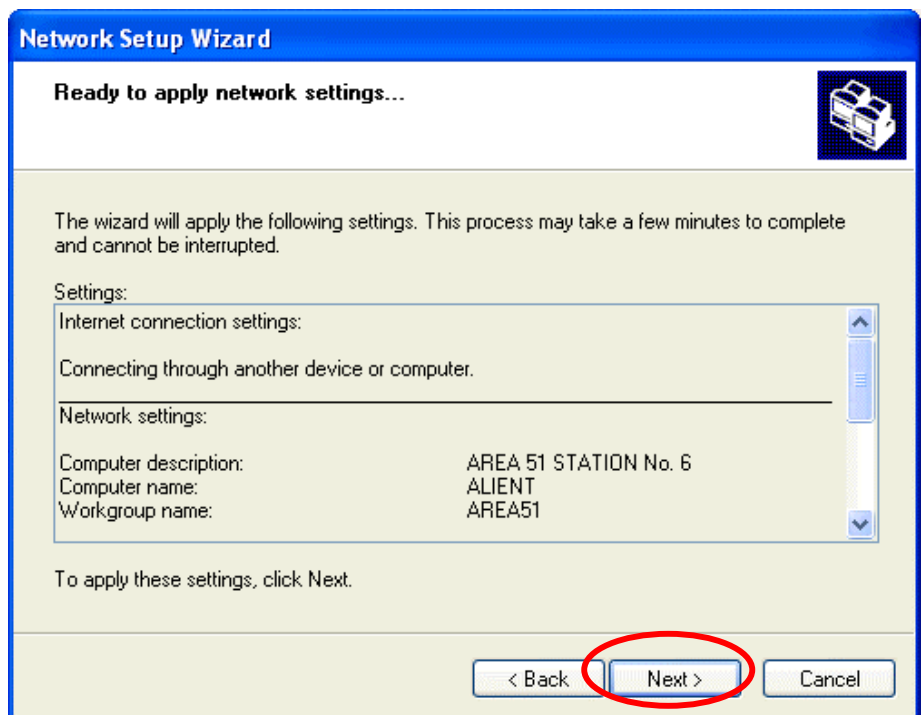 Network Setup Wizard
Ready to apply network settings...
The wizard will apply the following settings. This process may take a few minutes to complete
and cannot be interrupted.
Settings:
Internet connection settings:
Connecting through another device or computer.
Network settings:
Computer description: AREA 51 STATION No. 6
Computer name: ALIENT
Workgroup name: AREA51
To apply these settings, click Next.
< Back Next > Cancel